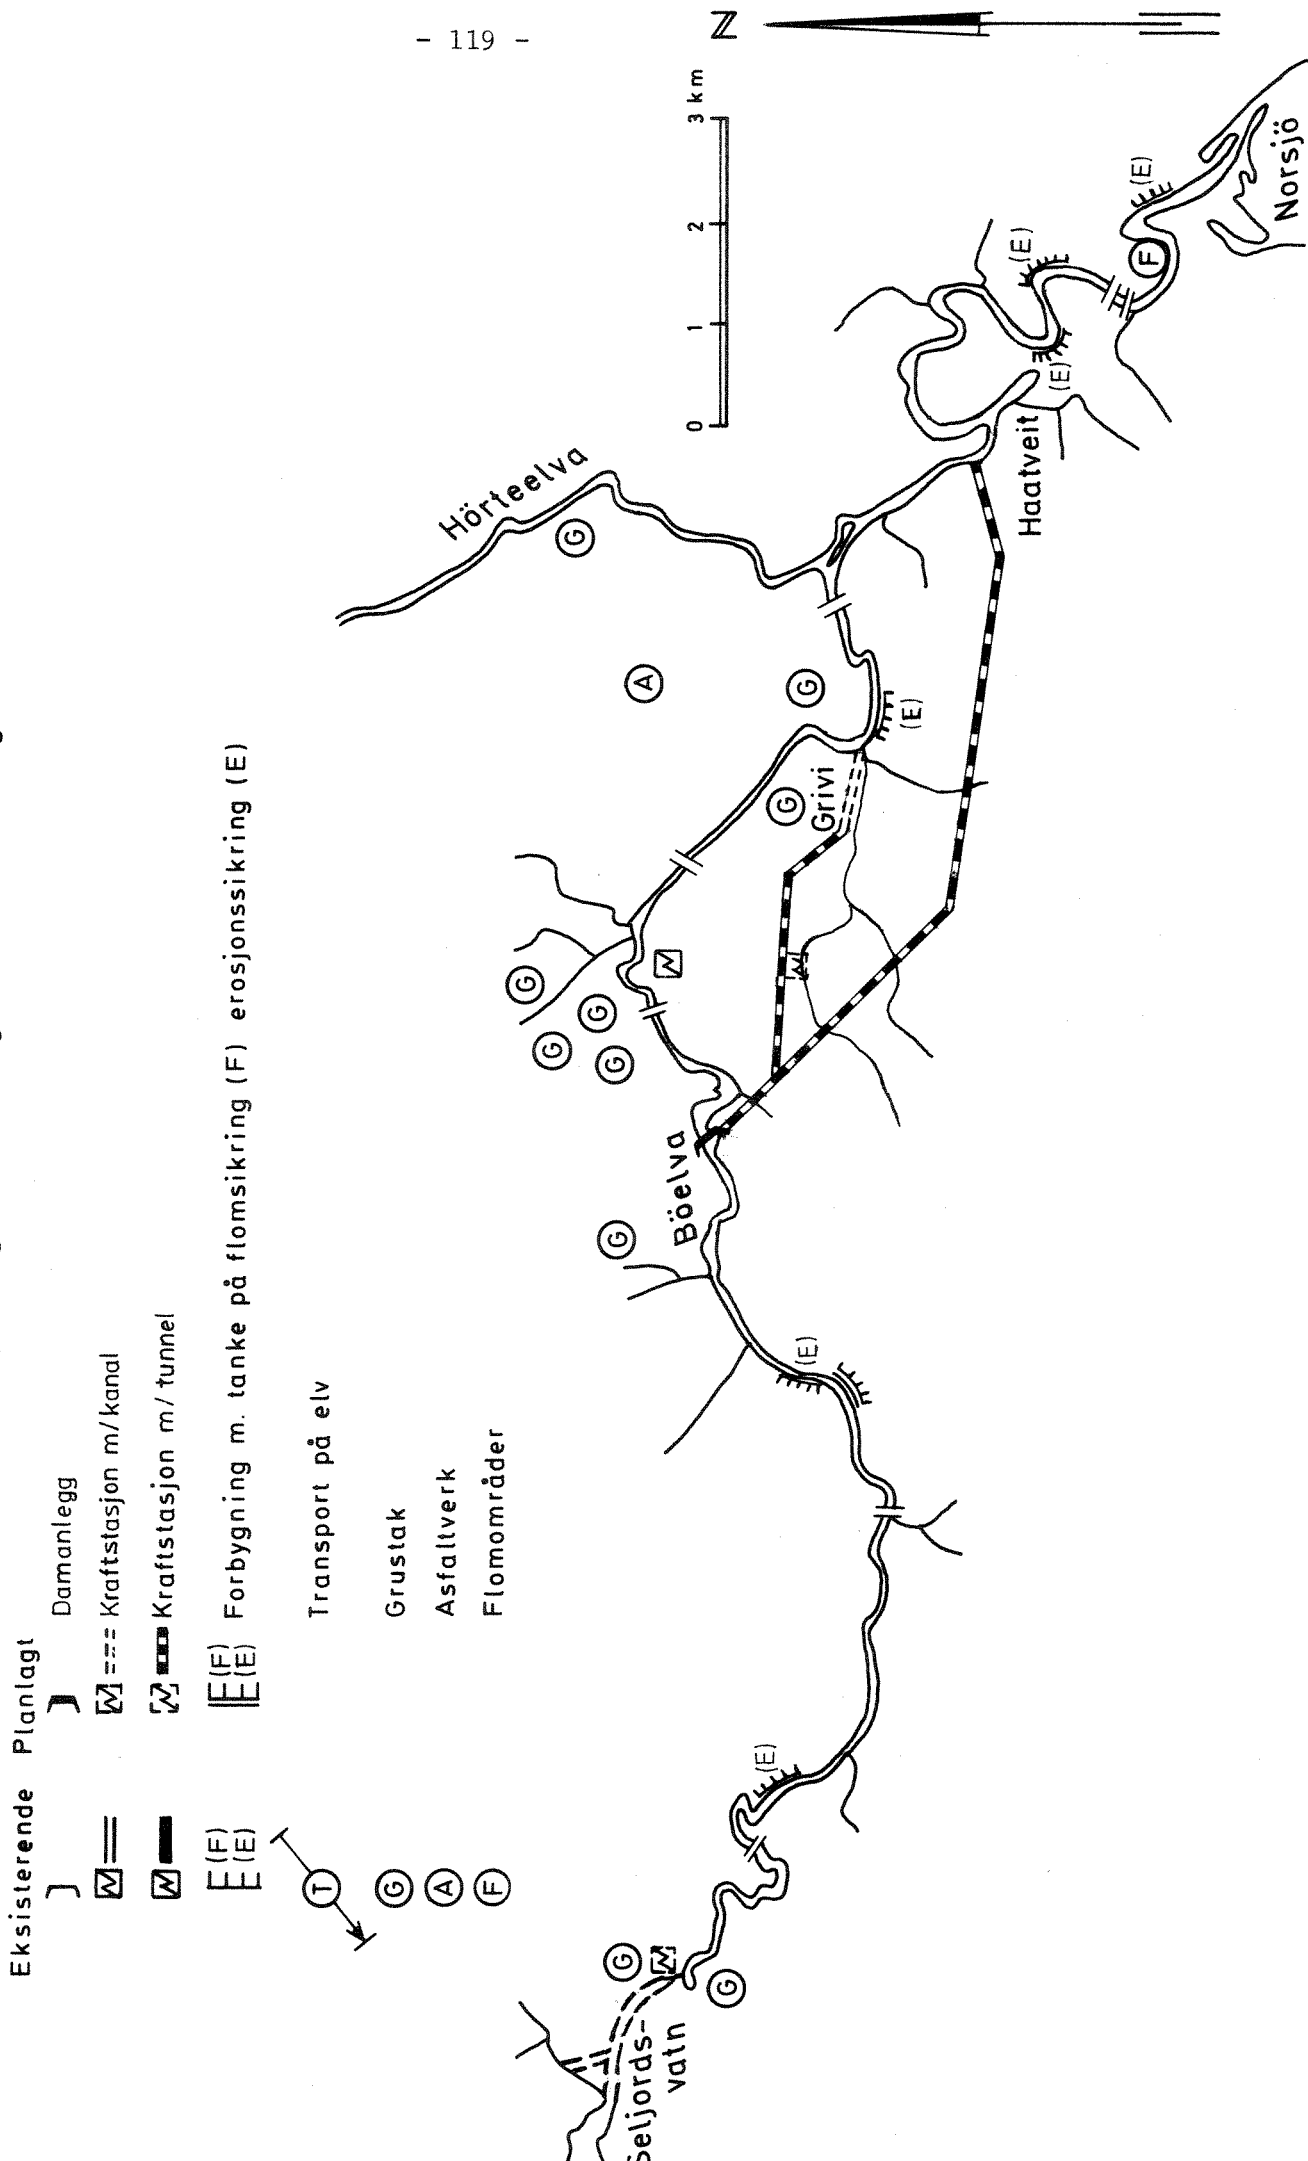 - 119 -
Eksisterende Planlagt
Damanlegg
Kraftstasjon m/kanal
Kraftstasjon m/tunnel
(F) (F)
(E) (E) Forbygning m. tanke på flomsikring (F) erosjonssikring (E)
T Transport på elv
G Grustak
A Asfaltverk
F Flomområder
N
0 1 2 3 km
Seljords-
vatn
G
G
(E)
(E)
G
Böelva
G
G
G
G
G
Grivi
G
(E)
A
G
Hörteelva
Haatveit
(E)
(E)
F
(E)
Norsjö